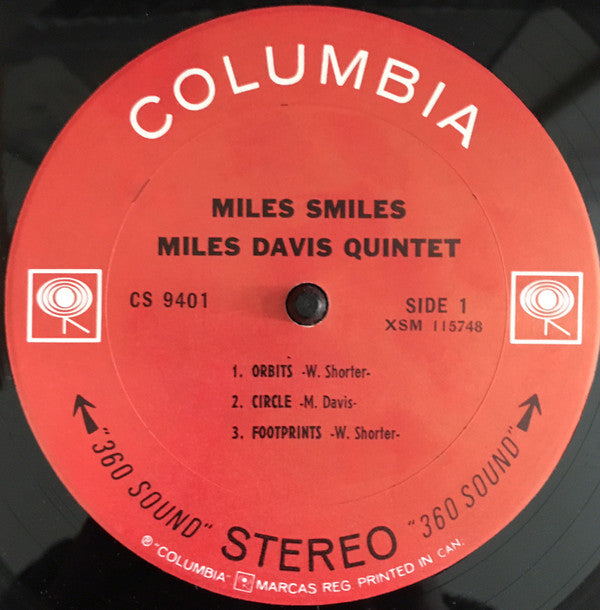 COLUMBIA
MILES SMILES
MILES DAVIS QUINTET
CS 9401
SIDE 1
XSM 115748
1. ORBITS -W. Shorter-
2. CIRCLE -M. Davis-
3. FOOTPRINTS -W. Shorter-
"360 SOUND" STEREO "360 SOUND"
℗ "COLUMBIA" MARCAS REG. PRINTED IN CAN.